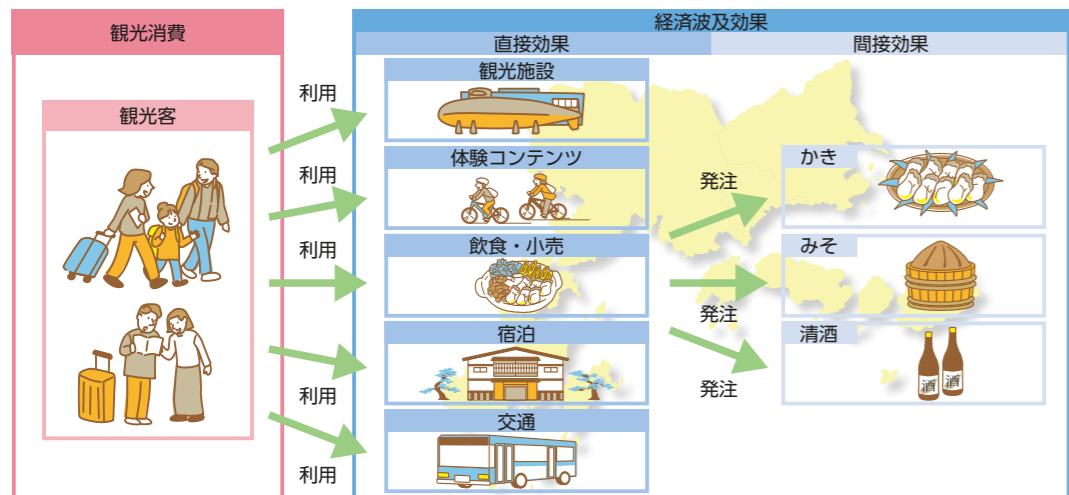 観光消費
観光客
利用
利用
利用
利用
利用
経済波及効果
直接効果
間接効果
観光施設
体験コンテンツ
飲食・小売
宿泊
交通
発注
発注
発注
かき
みそ
清酒
酒
酒